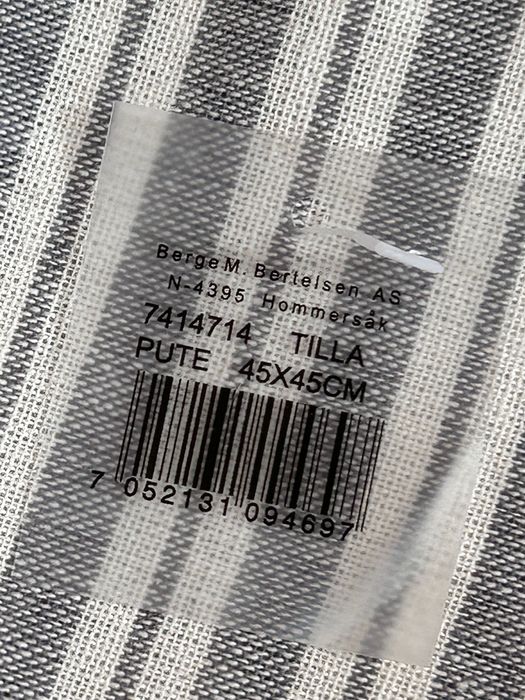 Berge M. Bertelsen AS
N-4395 Hommersåk
7414714 TILLA
PUTE 45X45CM
7 052131 094697